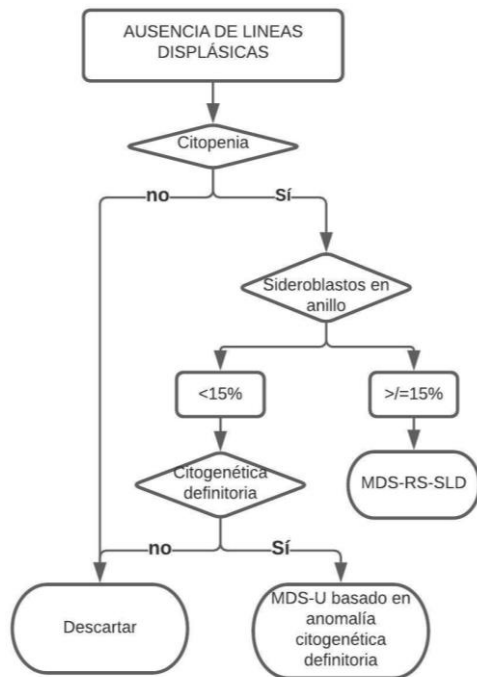 AUSENCIA DE LINEAS
DISPLÁSICAS
Citopenia
no
Sí
Sideroblastos en
anillo
<15%
>/=15%
Citogenética
definitoria
MDS-RS-SLD
no
Sí
Descartar
MDS-U basado en
anomalía
citogenética
definitoria